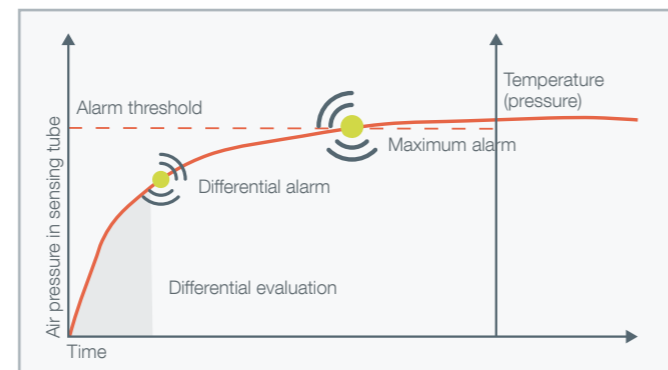 Temperature
(pressure)
Alarm threshold
Maximum alarm
Differential alarm
Differential evaluation
Air pressure in sensing tube
Time